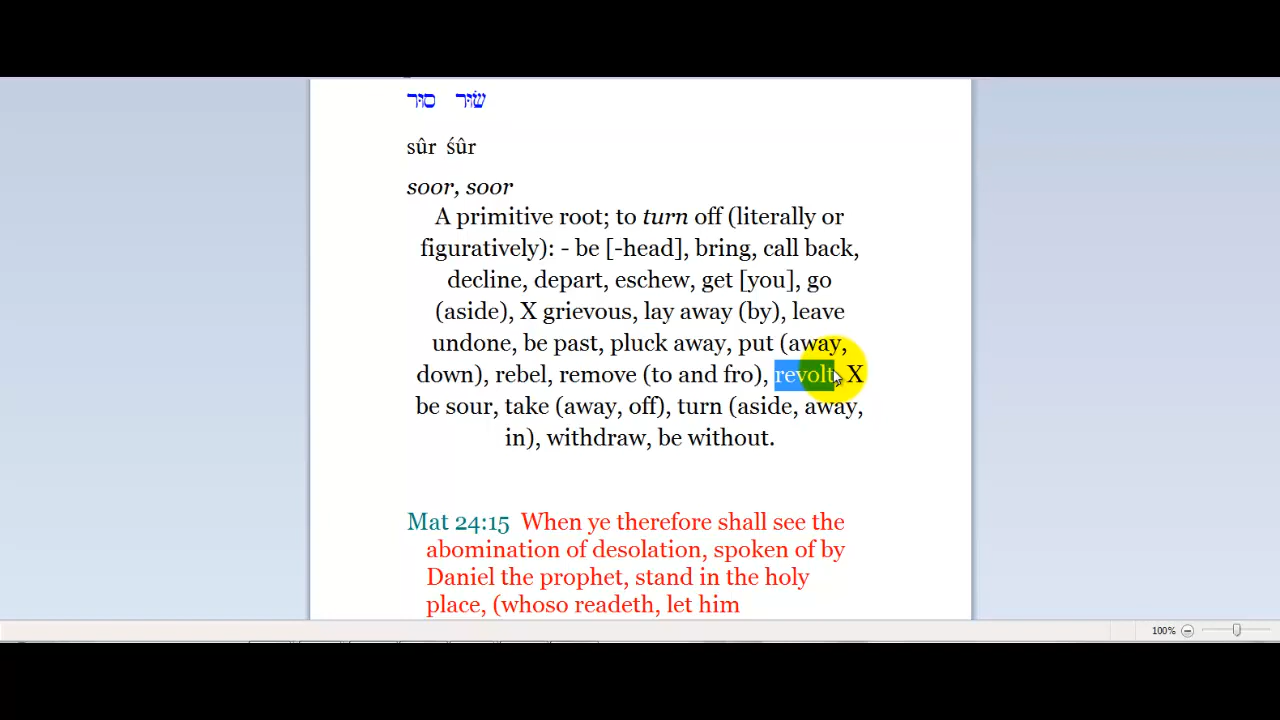 סוּר שׂוּר
sûr śûr
soor, soor
A primitive root; to turn off (literally or
figuratively): - be [-head], bring, call back,
decline, depart, eschew, get [you], go
(aside), X grievous, lay away (by), leave
undone, be past, pluck away, put (away,
down), rebel, remove (to and fro), revolt, X
be sour, take (away, off), turn (aside, away,
in), withdraw, be without.
Mat 24:15 When ye therefore shall see the
abomination of desolation, spoken of by
Daniel the prophet, stand in the holy
place, (whoso readeth, let him
100%